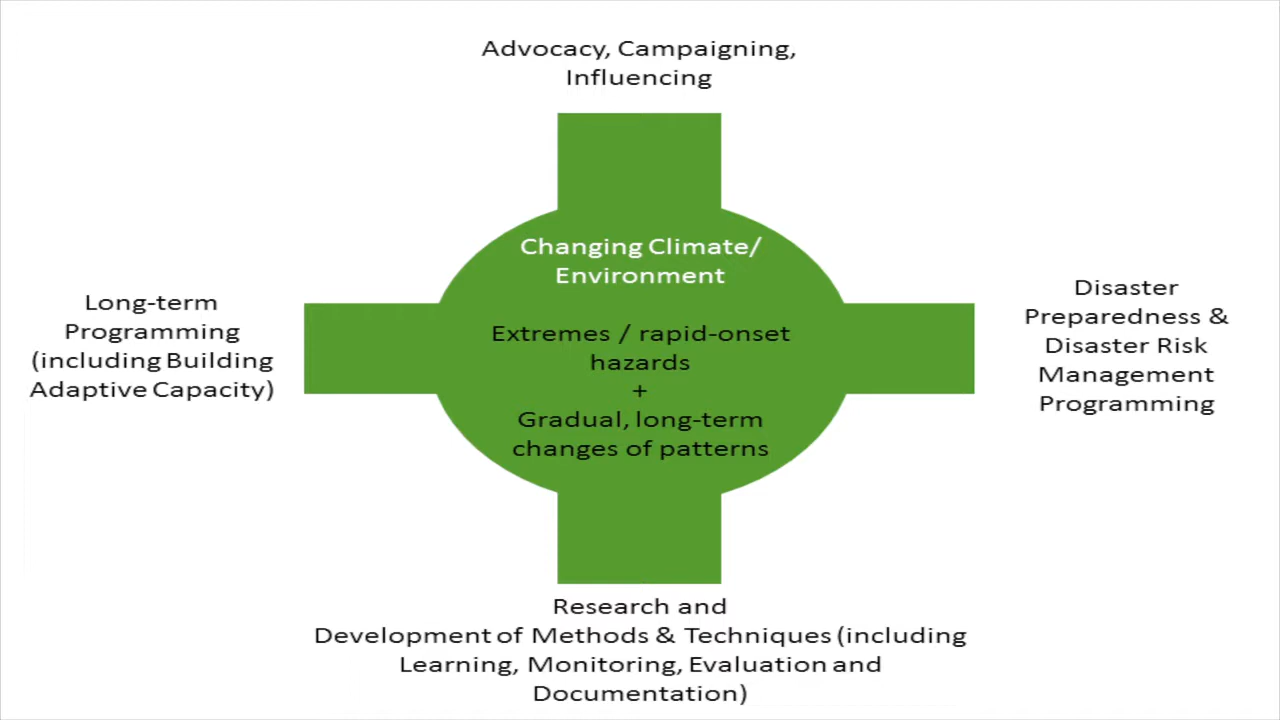 Advocacy, Campaigning,
Influencing
Changing Climate/
Environment
Extremes / rapid-onset
hazards
+
Gradual, long-term
changes of patterns
Long-term
Programming
(including Building
Adaptive Capacity)
Disaster
Preparedness &
Disaster Risk
Management
Programming
Research and
Development of Methods & Techniques (including
Learning, Monitoring, Evaluation and
Documentation)